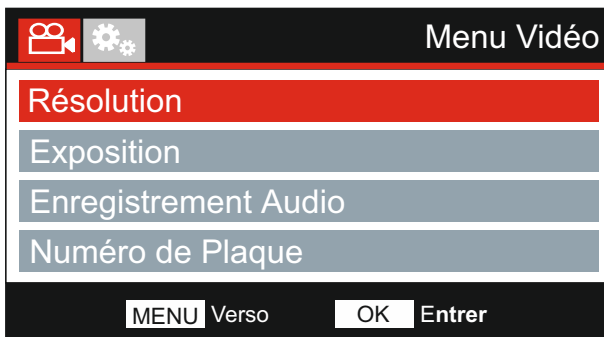 Menu Vidéo
Résolution
Exposition
Enregistrement Audio
Numéro de Plaque
MENU Verso OK Entrer